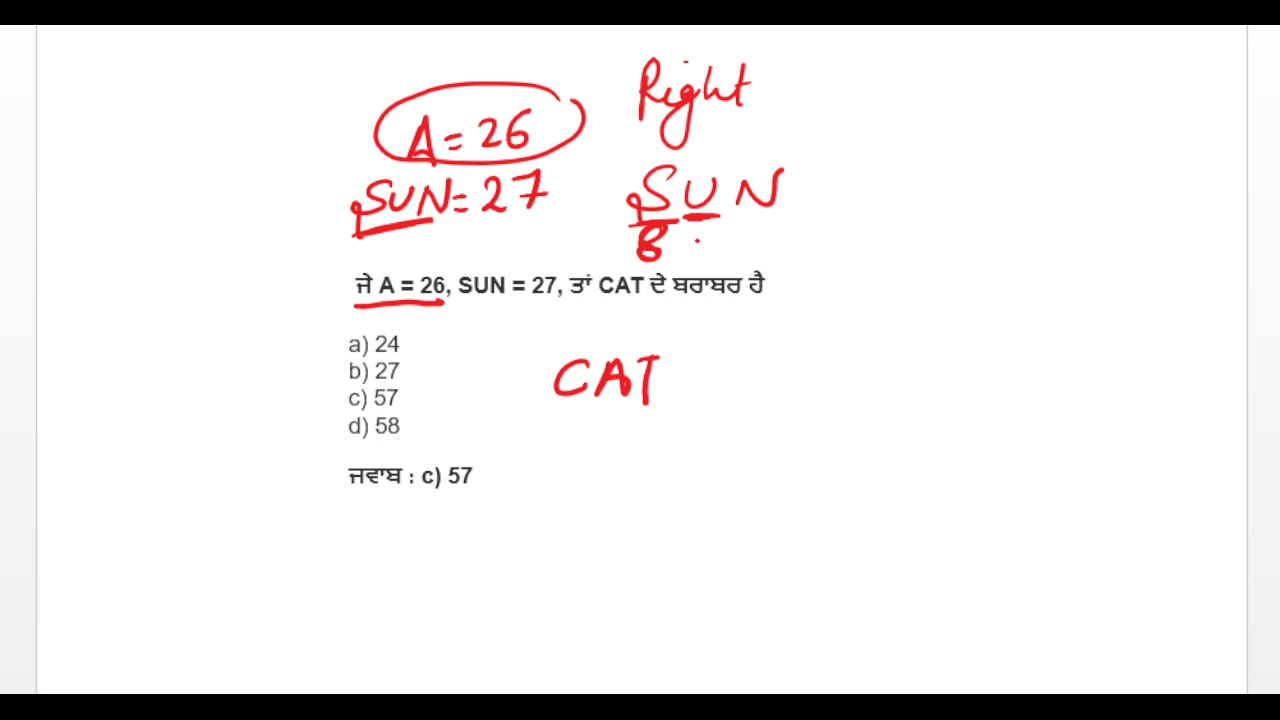 A = 26
Right
SUN = 27
SUN
8
ਜੇ A = 26, SUN = 27, ਤਾਂ CAT ਦੇ ਬਰਾਬਰ ਹੈ
a) 24
b) 27
c) 57
d) 58
CAT
ਜਵਾਬ : c) 57